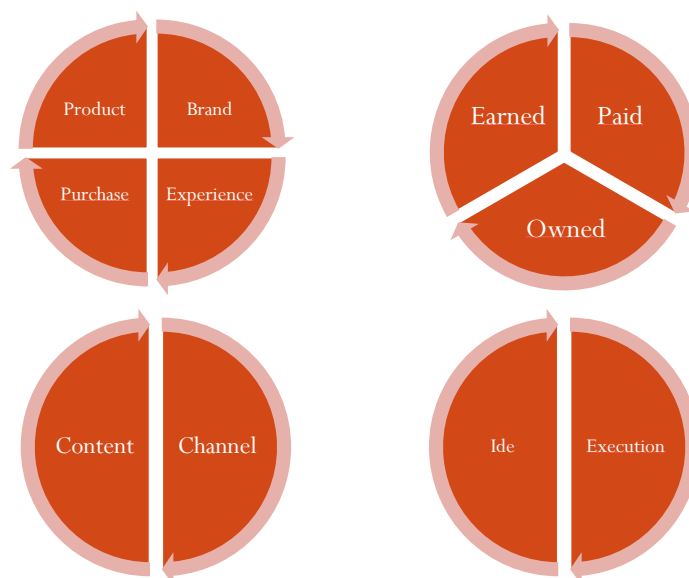 Product
Brand
Purchase
Experience
Earned
Paid
Owned
Content
Channel
Ide
Execution